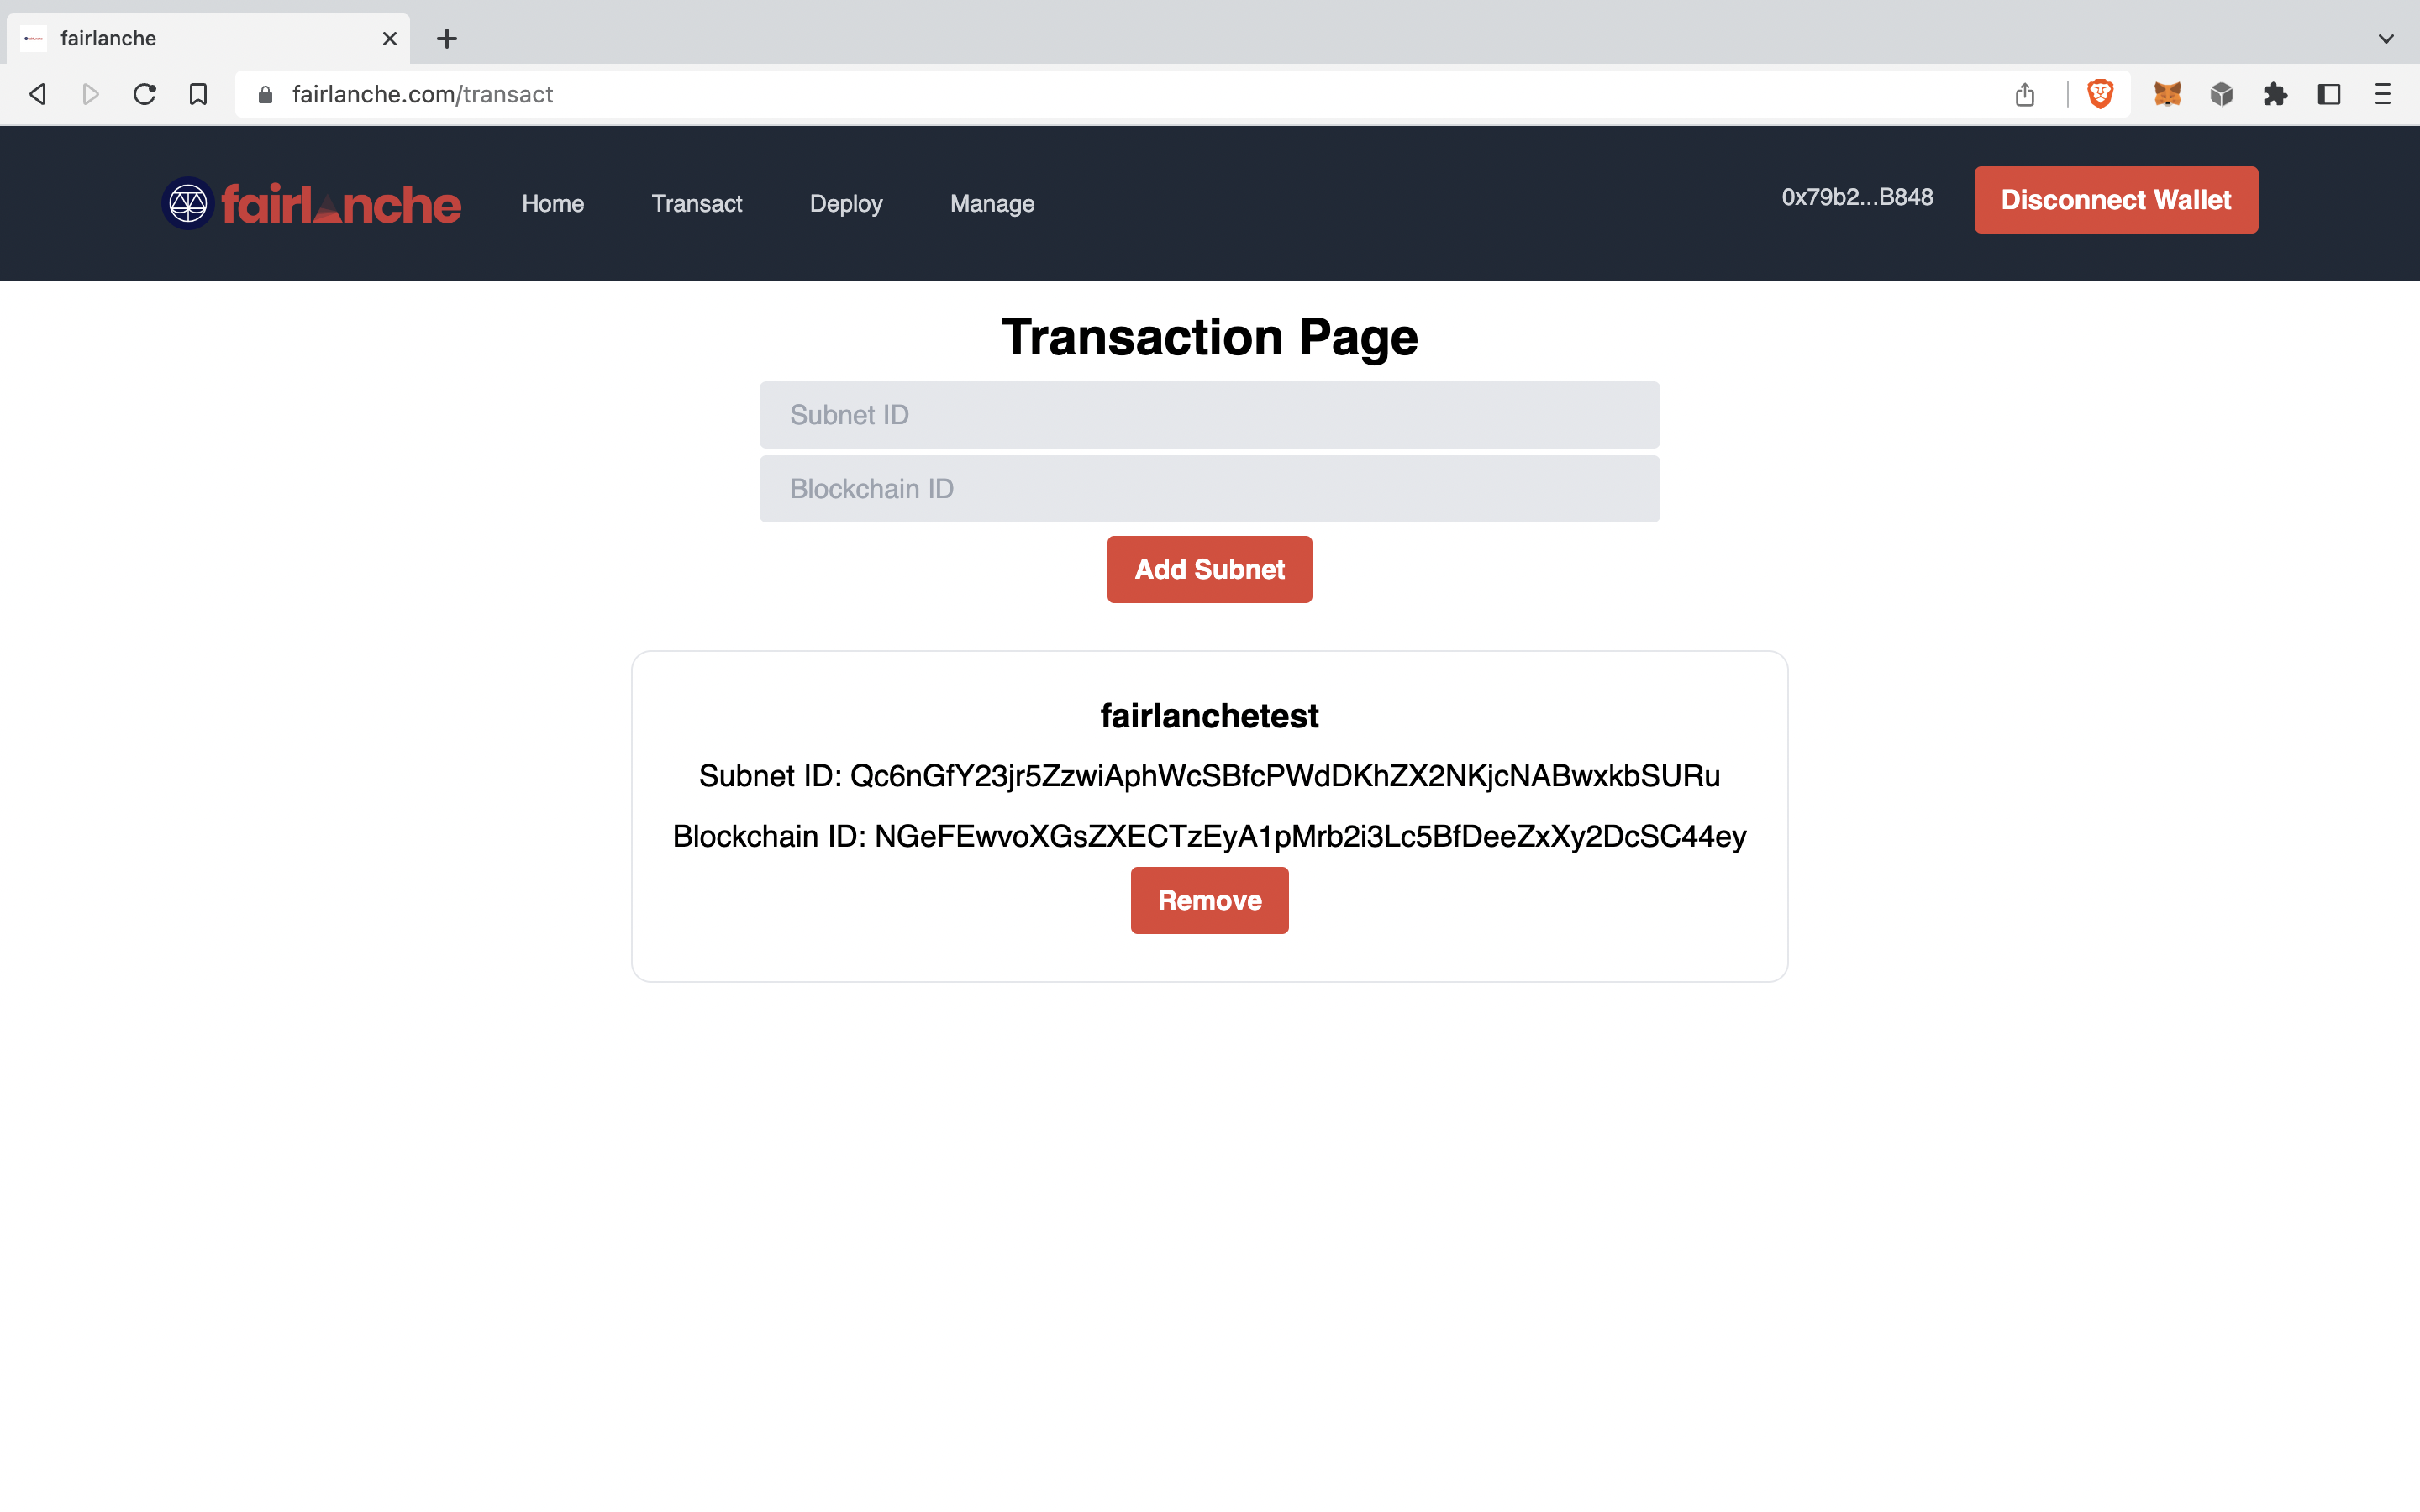 fairlanche
fairlanche.com/transact
fairlanche
Home
Transact
Deploy
Manage
0x79b2...B848
Disconnect Wallet
Transaction Page
Subnet ID
Blockchain ID
Add Subnet
fairlanchetest
Subnet ID: Qc6nGfY23jr5ZzwiAphWcSBfcPWdDKhZX2NKjcNABwxkbSURu
Blockchain ID: NGeFEwvoXGsZXECTzEyA1pMrb2i3Lc5BfDeeZxXy2DcSC44ey
Remove